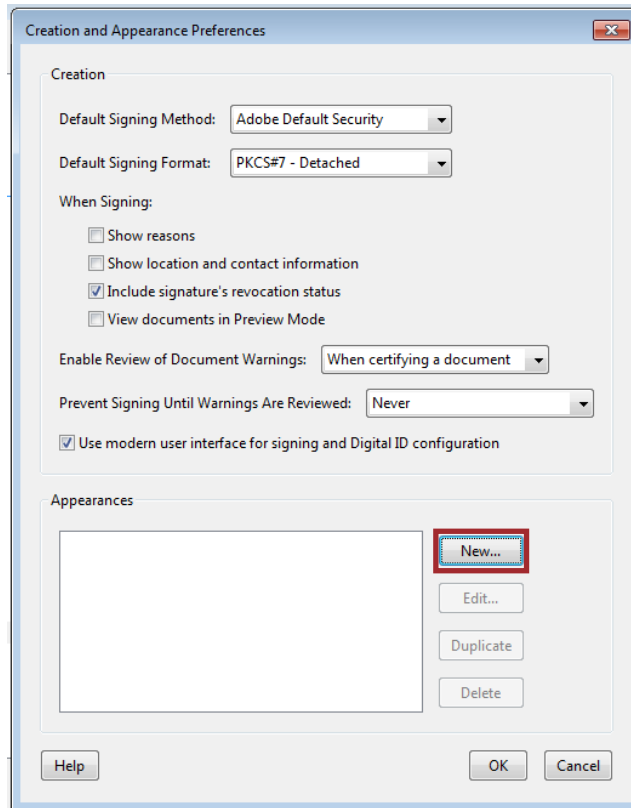 Creation and Appearance Preferences
Creation
Default Signing Method: Adobe Default Security
Default Signing Format: PKCS#7 - Detached
When Signing:
Show reasons
Show location and contact information
Include signature's revocation status
View documents in Preview Mode
Enable Review of Document Warnings: When certifying a document
Prevent Signing Until Warnings Are Reviewed: Never
Use modern user interface for signing and Digital ID configuration
Appearances
New...
Edit...
Duplicate
Delete
Help OK Cancel